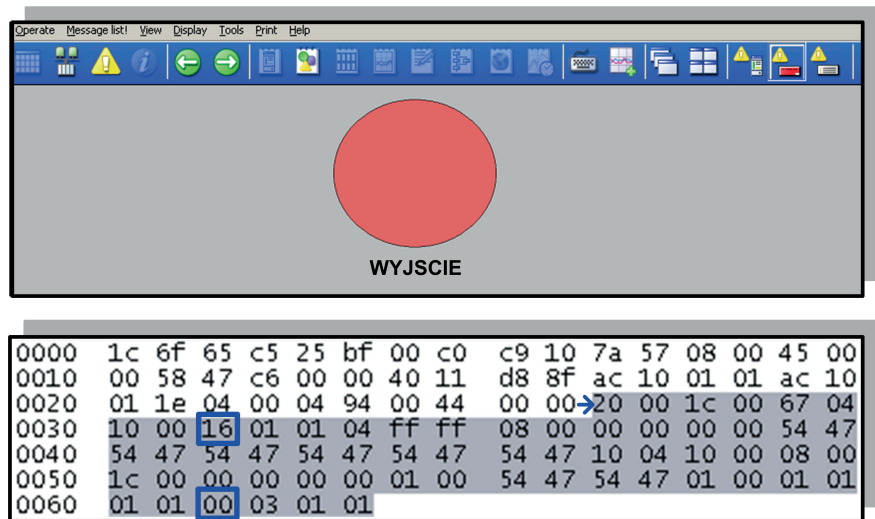 Operate Message list! View Display Tools Print Help
WYJSCIE
0000 1c 6f 65 c5 25 bf 00 c0 c9 10 7a 57 08 00 45 00
0010 00 58 47 c6 00 00 40 11 d8 8f ac 10 01 01 ac 10
0020 01 1e 04 00 04 94 00 44 00 00 20 00 1c 00 67 04
0030 10 00 16 01 01 04 ff ff 08 00 00 00 00 00 54 47
0040 54 47 54 47 54 47 54 47 54 47 10 04 10 00 08 00
0050 1c 00 00 00 00 00 01 00 54 47 54 47 01 00 01 01
0060 01 01 00 03 01 01